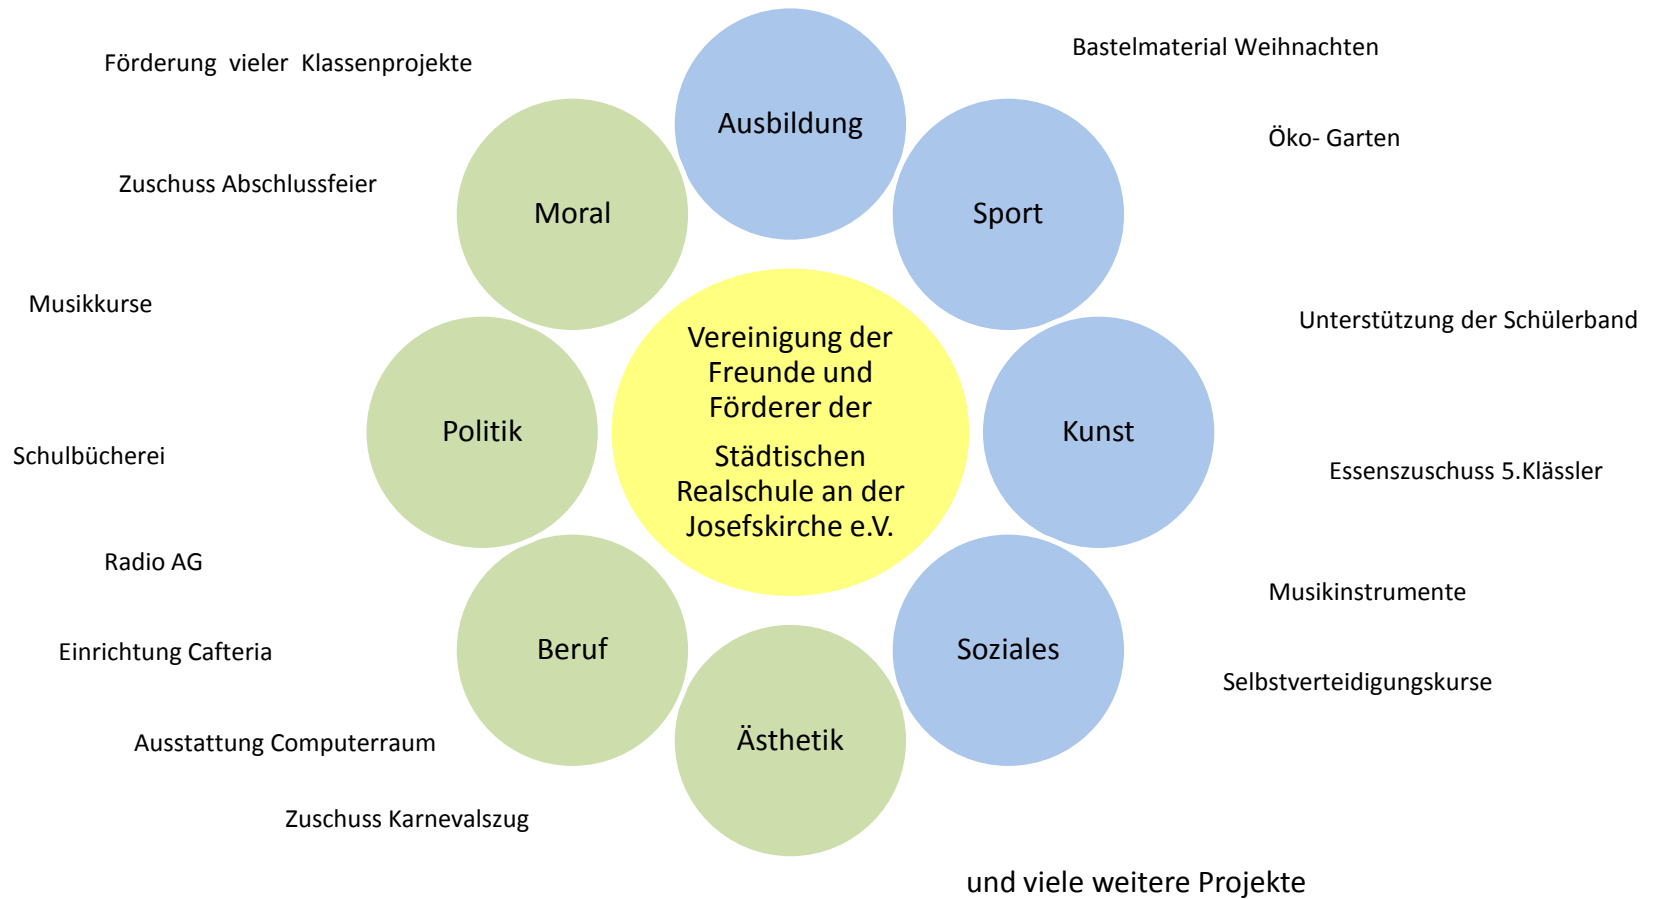 Förderung vieler Klassenprojekte
Zuschuss Abschlussfeier
Musikkurse
Schulbücherei
Radio AG
Einrichtung Cafteria
Ausstattung Computerraum
Zuschuss Karnevalszug
Ausbildung
Sport
Kunst
Soziales
Ästhetik
Beruf
Politik
Moral
Vereinigung der
Freunde und
Förderer der
Städtischen
Realschule an der
Josefskirche e.V.
Bastelmaterial Weihnachten
Öko- Garten
Unterstützung der Schülerband
Essenszuschuss 5.Klässler
Musikinstrumente
Selbstverteidigungskurse
und viele weitere Projekte